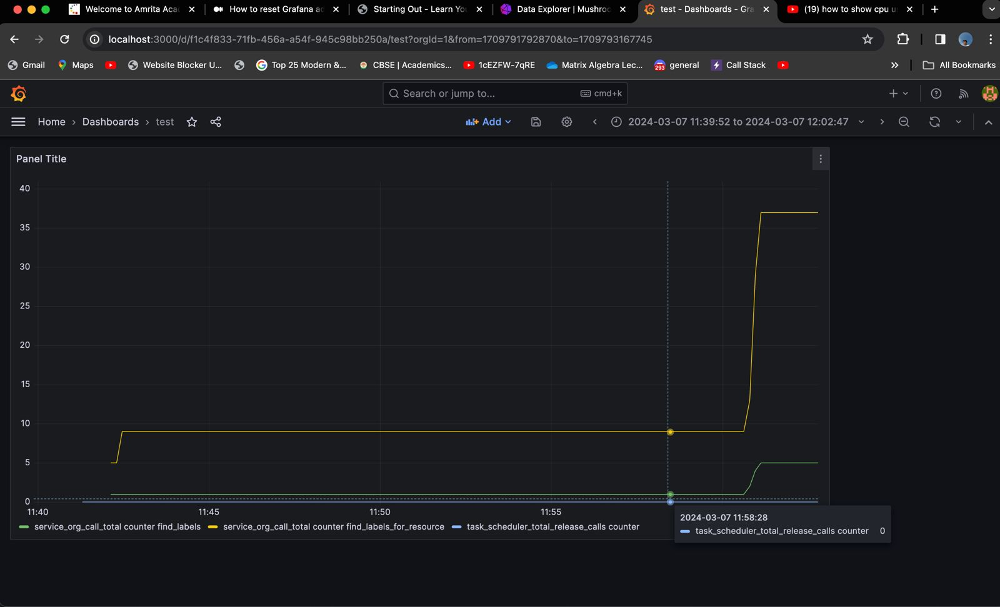 Welcome to Amrita Aca
How to reset Grafana ad
Starting Out - Learn You
Data Explorer | Mushroo
test - Dashboards - Gra
(19) how to show cpu u
localhost:3000/d/f1c4f833-71fb-456a-a54f-945c98bb250a/test?orgId=1&from=1709791792870&to=1709793167745
Gmail
Maps
Website Blocker U...
Top 25 Modern &...
CBSE | Academics...
1cEZFW-7qRE
Matrix Algebra Lec...
293
general
Call Stack
All Bookmarks
Search or jump to...
cmd+k
Home › Dashboards › test
Add
2024-03-07 11:39:52 to 2024-03-07 12:02:47
Panel Title
40
35
30
25
20
15
10
5
0
11:40
11:45
11:50
11:55
service_org_call_total counter find_labels
service_org_call_total counter find_labels_for_resource
task_scheduler_total_release_calls counter
2024-03-07 11:58:28
task_scheduler_total_release_calls counter 0